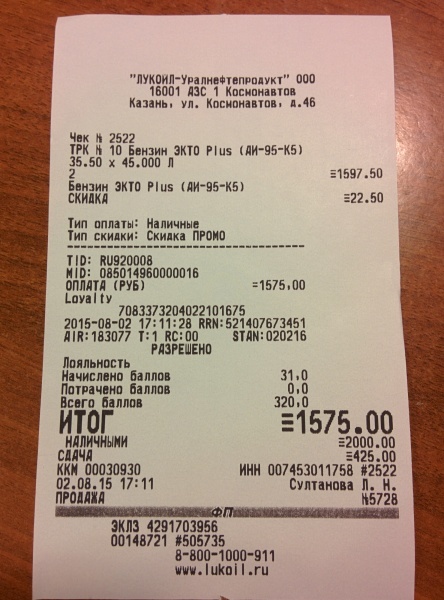 "ЛУКОЙЛ-Уралнефтепродукт" ООО
16001 АЗС 1 Космонавтов
Казань, ул. Космонавтов, д.46
Чек № 2522
ТРК № 10 Бензин ЭКТО Plus (АИ-95-К5)
35.50 x 45.000 Л
2 ≡1597.50
Бензин ЭКТО Plus (АИ-95-К5)
СКИДКА ≡22.50
Тип оплаты: Наличные
Тип скидки: Скидка ПРОМО
TID: RU920008
MID: 085014960000016
ОПЛАТА (РУБ) =1575,00
Loyalty
7083373204022101675
2015-08-02 17:11:28 RRN:521407673451
AIR:183077 T:1 RC:00 STAN:020216
РАЗРЕШЕНО
Лояльность
Начислено баллов 31,0
Потрачено баллов 0,0
Всего баллов 320,0
ИТОГ ≡1575.00
НАЛИЧНЫМИ ≡2000.00
СДАЧА ≡425.00
ККМ 00030930 ИНН 007453011758 #2522
02.08.15 17:11 Султанова Л. Н.
ПРОДАЖА №5728
ФП
ЭКЛЗ 4291703956
00148721 #505735
8-800-1000-911
www.lukoil.ru